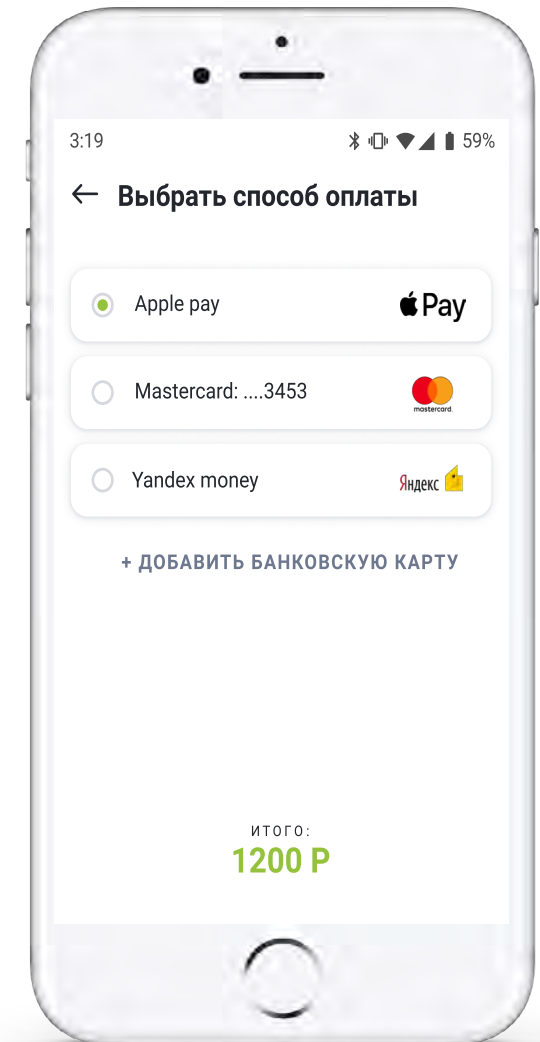 3:19 59%
Выбрать способ оплаты
Apple pay Pay
Mastercard: ....3453 mastercard.
Yandex money Яндекс
+ ДОБАВИТЬ БАНКОВСКУЮ КАРТУ
ИТОГО:
1200 Р